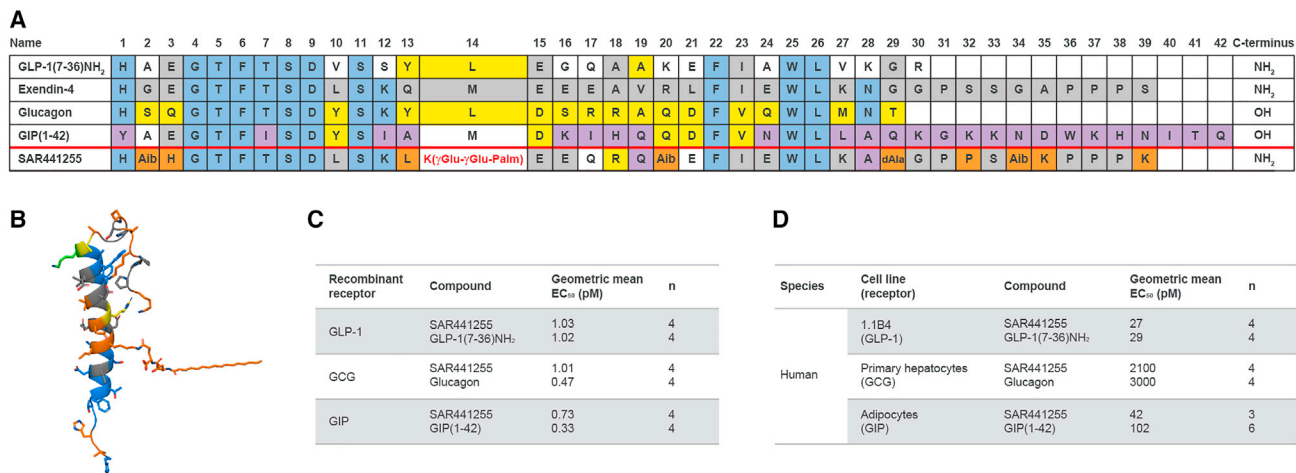 A
Name 1 2 3 4 5 6 7 8 9 10 11 12 13 14 15 16 17 18 19 20 21 22 23 24 25 26 27 28 29 30 31 32 33 34 35 36 37 38 39 40 41 42 C-terminus
GLP-1(7-36)NH₂ H A E G T F T S D V S S Y L E G Q A A K E F I A W L V K G R NH₂
Exendin-4 H G E G T F T S D L S K Q M E E E A V R L F I E W L K N G G P S S G A P P P S NH₂
Glucagon H S Q G T F T S D Y S K Y L D S R R A Q D F V Q W L M N T OH
GIP(1-42) Y A E G T F I S D Y S I A M D K I H Q Q D F V N W L L A Q K G K K N D W K H N I T Q OH
SAR441255 H Aib H G T F T S D L S K L K(γGlu-γGlu-Palm) E E Q R Q Aib E F I E W L K A dAla G P P S Aib K P P P K NH₂
B
C
Recombinant receptor Compound Geometric mean EC₅₀ (pM) n
GLP-1 SAR441255 1.03 4
GLP-1(7-36)NH₂ 1.02 4
GCG SAR441255 1.01 4
Glucagon 0.47 4
GIP SAR441255 0.73 4
GIP(1-42) 0.33 4
D
Species Cell line (receptor) Compound Geometric mean EC₅₀ (pM) n
Human
1.1B4 SAR441255 27 4
(GLP-1) GLP-1(7-36)NH₂ 29 4
Primary hepatocytes SAR441255 2100 4
(GCG) Glucagon 3000 4
Adipocytes SAR441255 42 3
(GIP) GIP(1-42) 102 6